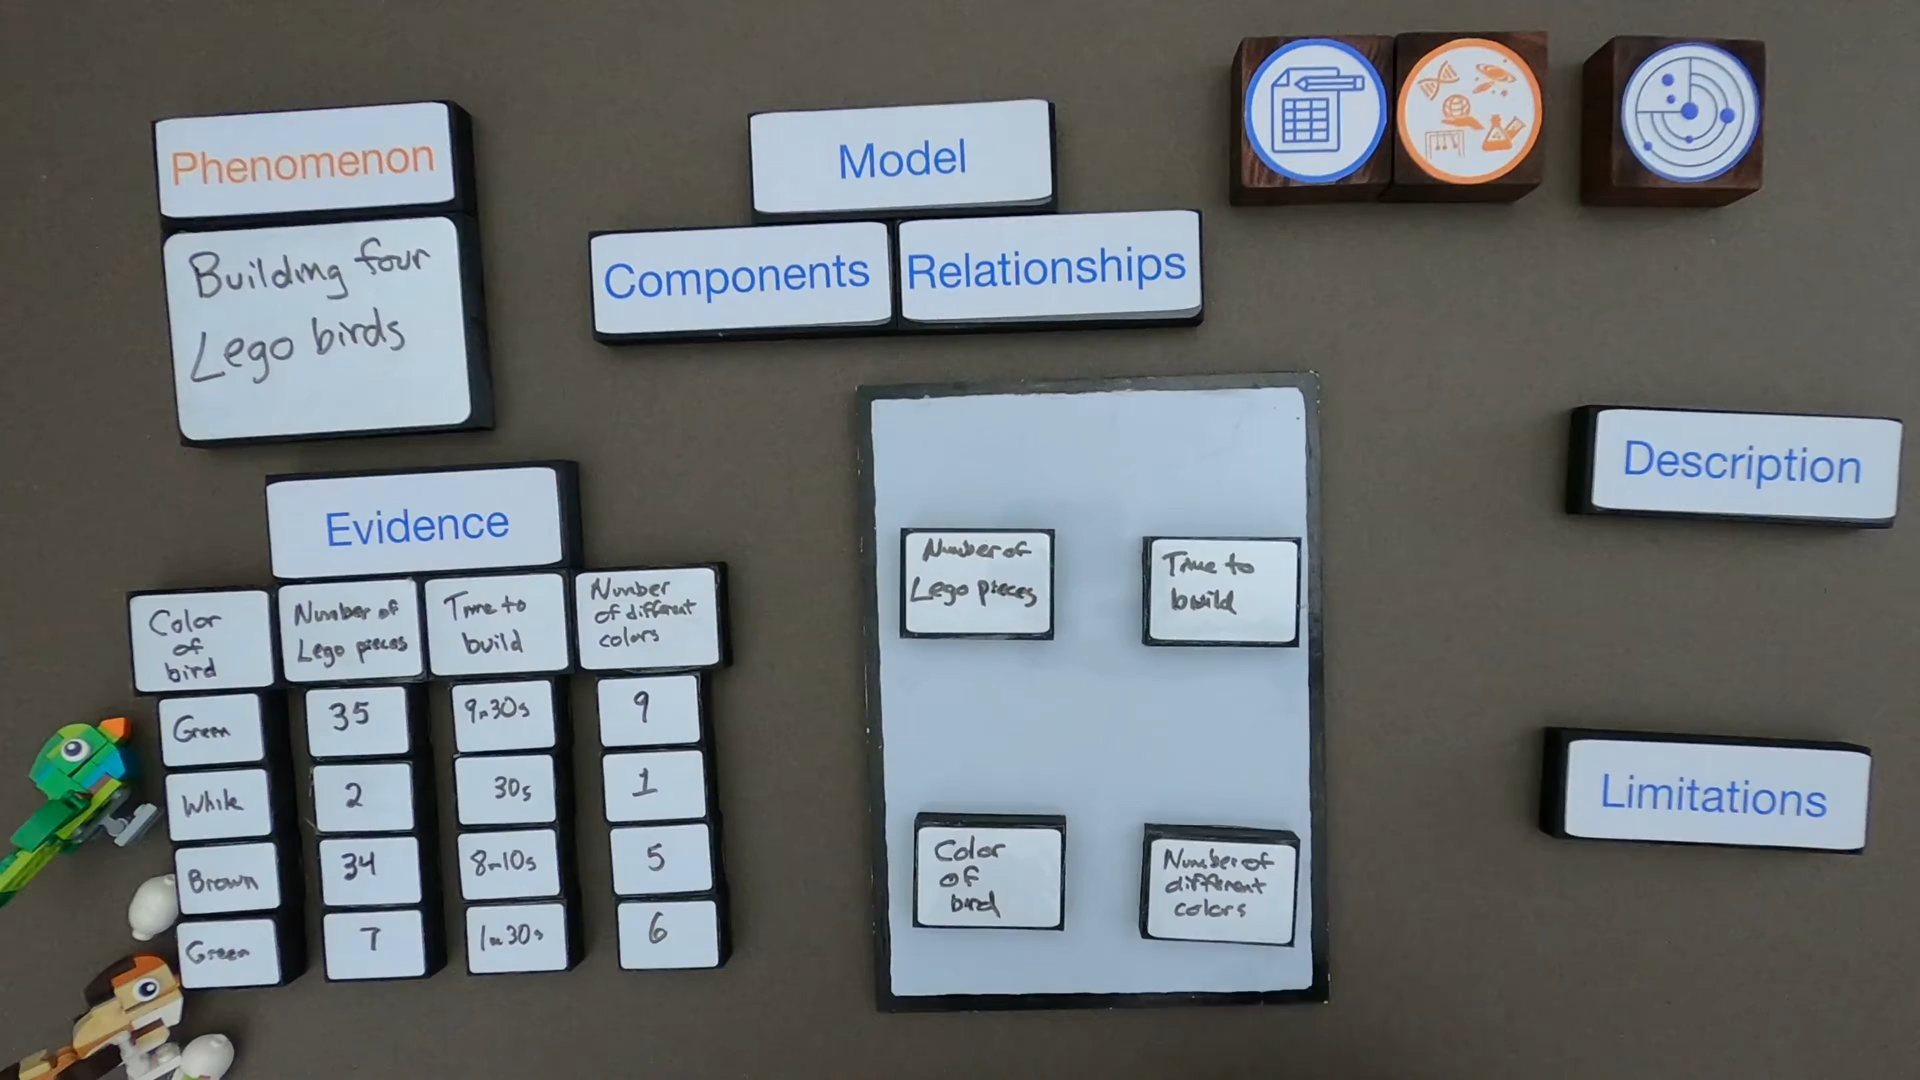 Phenomenon
Building four
Lego birds
Model
Components
Relationships
Evidence
Color
of
bird
Number of
Lego pieces
Time to
build
Number
of different
colors
Green
35
9m30s
9
White
2
30s
1
Brown
34
8m10s
5
Green
7
1m30s
6
Number of
Lego pieces
Time to
build
Color
of
bird
Number of
different
colors
Description
Limitations